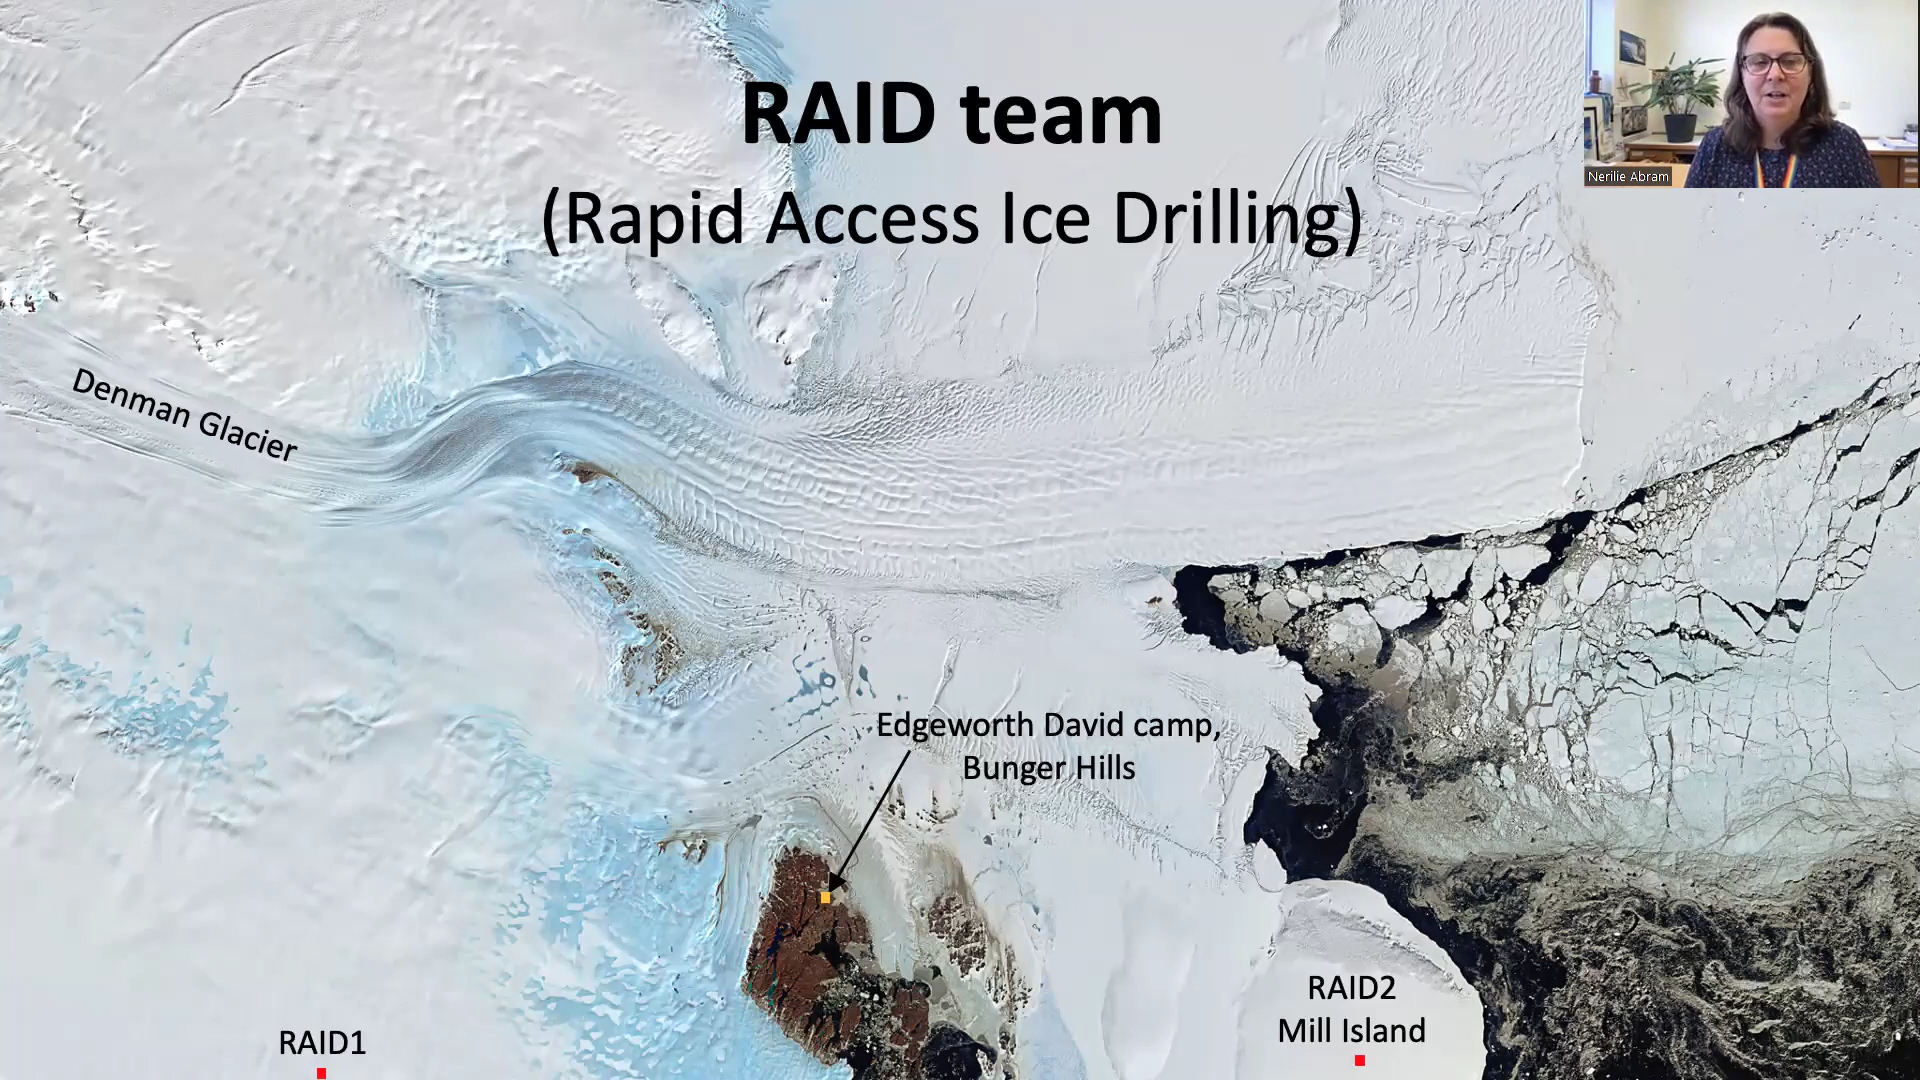 RAID team
(Rapid Access Ice Drilling)
Nerilie Abram
Denman Glacier
Edgeworth David camp,
Bunger Hills
RAID2
Mill Island
RAID1